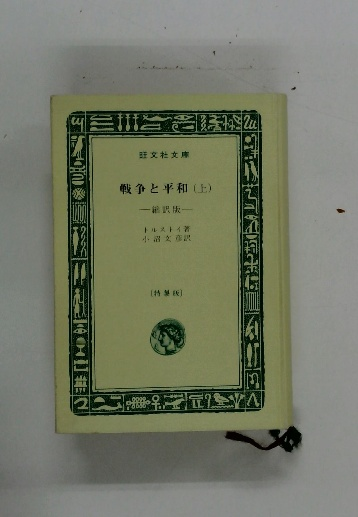 旺文社文庫
戦争と平和(上)
―縮訳版―
トルストイ著
小沼文彦訳
[特製版]